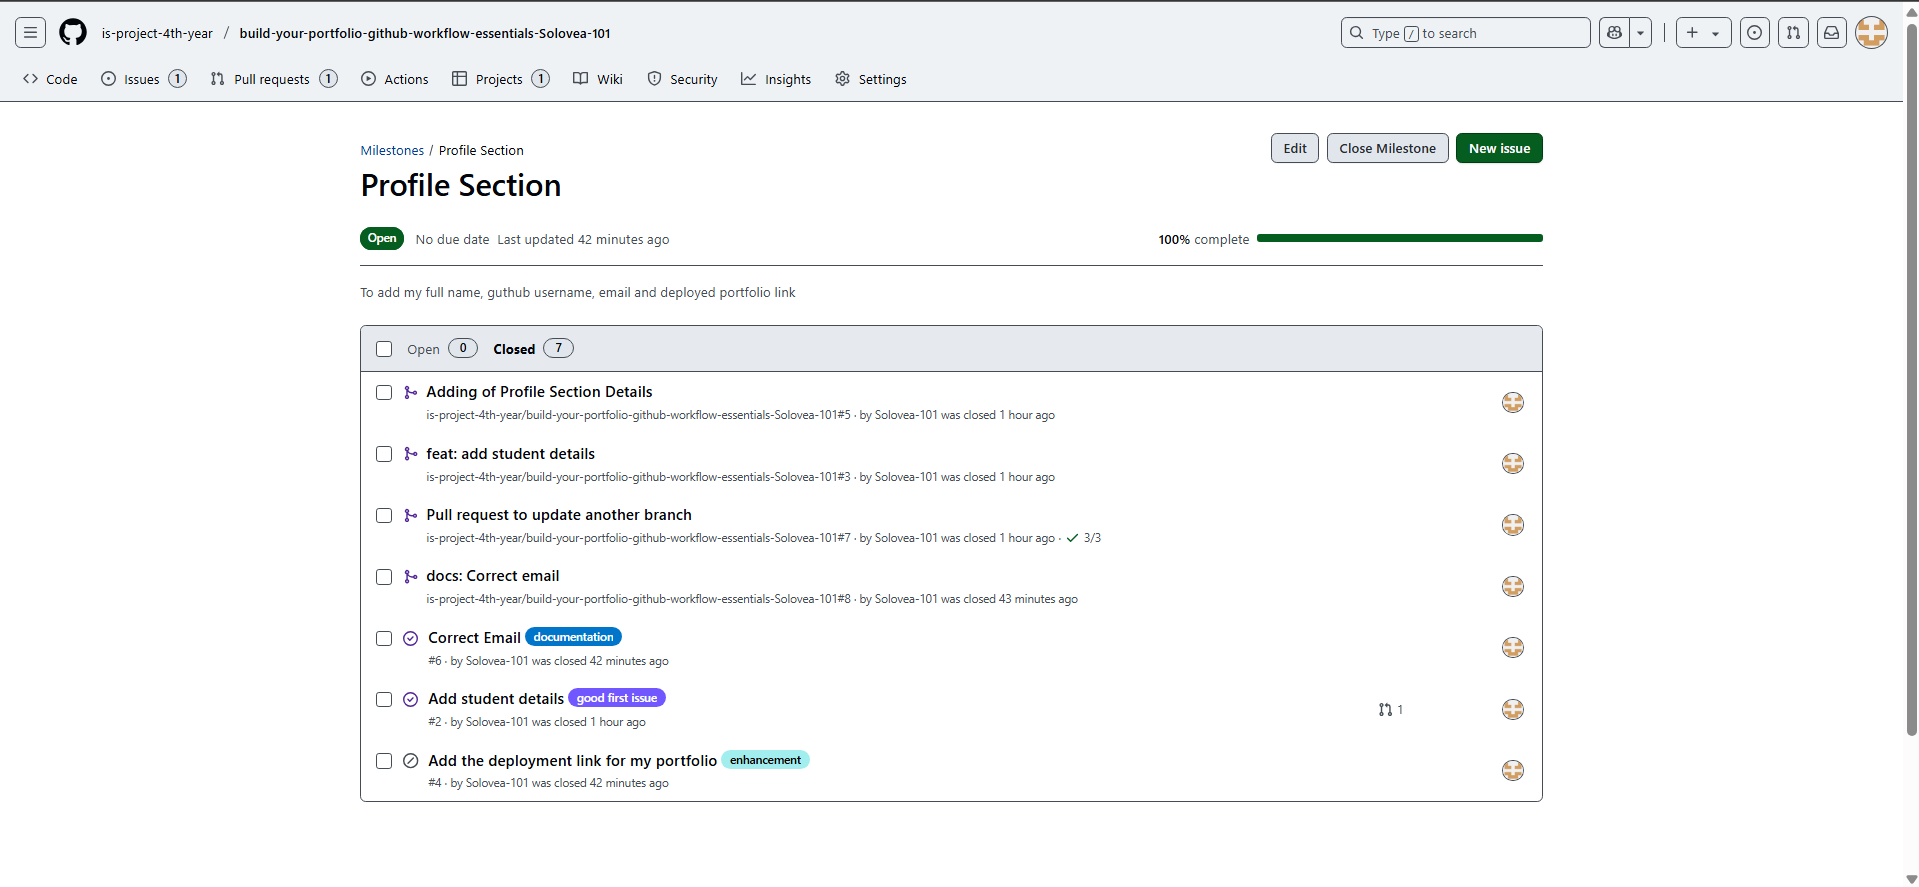 is-project-4th-year / build-your-portfolio-github-workflow-essentials-Solovea-101
Type / to search
Code Issues 1 Pull requests 1 Actions Projects 1 Wiki Security Insights Settings
Milestones / Profile Section
Edit Close Milestone New issue
Profile Section
Open No due date Last updated 42 minutes ago 100% complete
To add my full name, guthub username, email and deployed portfolio link
Open 0 Closed 7
Adding of Profile Section Details
is-project-4th-year/build-your-portfolio-github-workflow-essentials-Solovea-101#5 · by Solovea-101 was closed 1 hour ago
feat: add student details
is-project-4th-year/build-your-portfolio-github-workflow-essentials-Solovea-101#3 · by Solovea-101 was closed 1 hour ago
Pull request to update another branch
is-project-4th-year/build-your-portfolio-github-workflow-essentials-Solovea-101#7 · by Solovea-101 was closed 1 hour ago · ✓ 3/3
docs: Correct email
is-project-4th-year/build-your-portfolio-github-workflow-essentials-Solovea-101#8 · by Solovea-101 was closed 43 minutes ago
Correct Email documentation
#6 · by Solovea-101 was closed 42 minutes ago
Add student details good first issue
#2 · by Solovea-101 was closed 1 hour ago
1
Add the deployment link for my portfolio enhancement
#4 · by Solovea-101 was closed 42 minutes ago